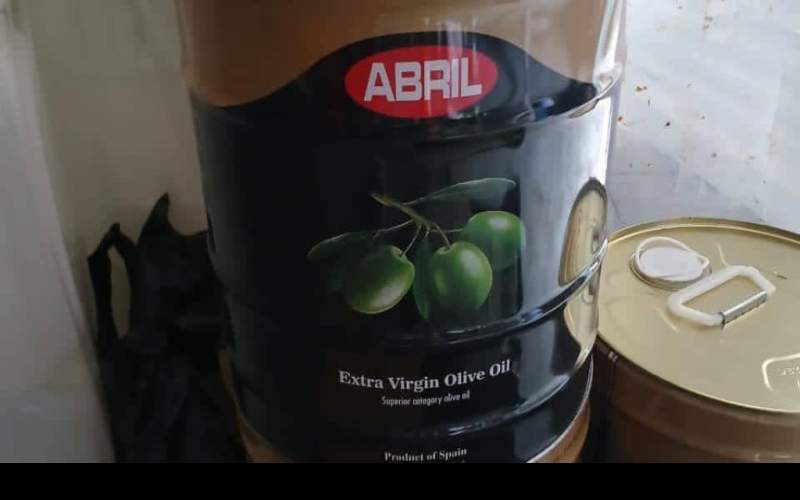 ABRIL
Extra Virgin Olive Oil
Superior category olive oil
Product of Spain